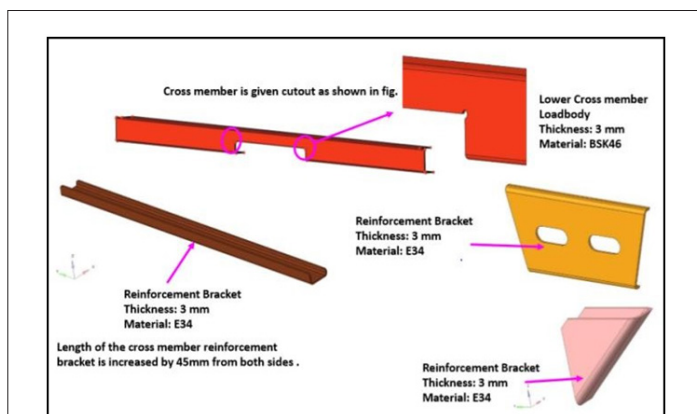 Cross member is given cutout as shown in fig.
Lower Cross member
Loadbody
Thickness: 3 mm
Material: BSK46
Reinforcement Bracket
Thickness: 3 mm
Material: E34
Reinforcement Bracket
Thickness: 3 mm
Material: E34
Length of the cross member reinforcement
bracket is increased by 45mm from both sides .
Reinforcement Bracket
Thickness: 3 mm
Material: E34